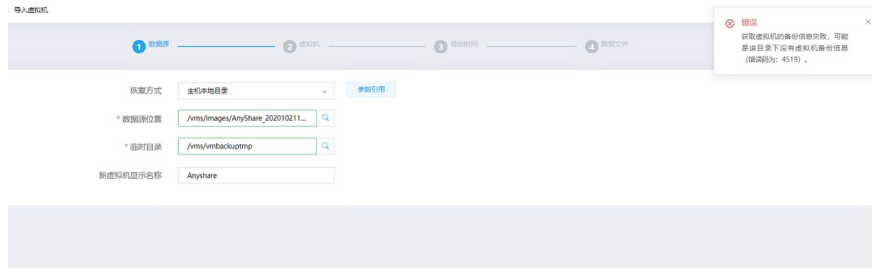 导入虚拟机
错误
获取虚拟机的备份信息失败，可能
是该目录下没有虚拟机备份信息
（错误码为：4519）。
1 数据源
2 虚拟机
3 备份时间
4 数据文件
恢复方式 主机本地目录 参数引用
* 数据源位置 /vms/images/AnyShare_202010211...
* 临时目录 /vms/vmbackuptmp
新虚拟机显示名称 Anyshare